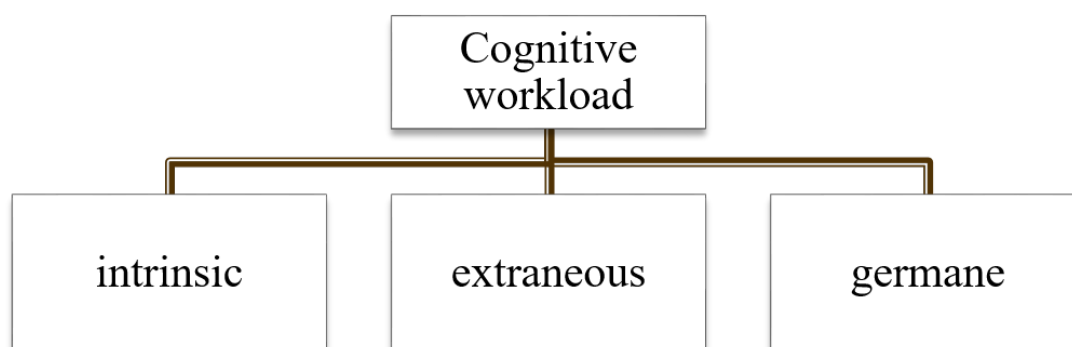 Cognitive
workload
intrinsic
extraneous
germane